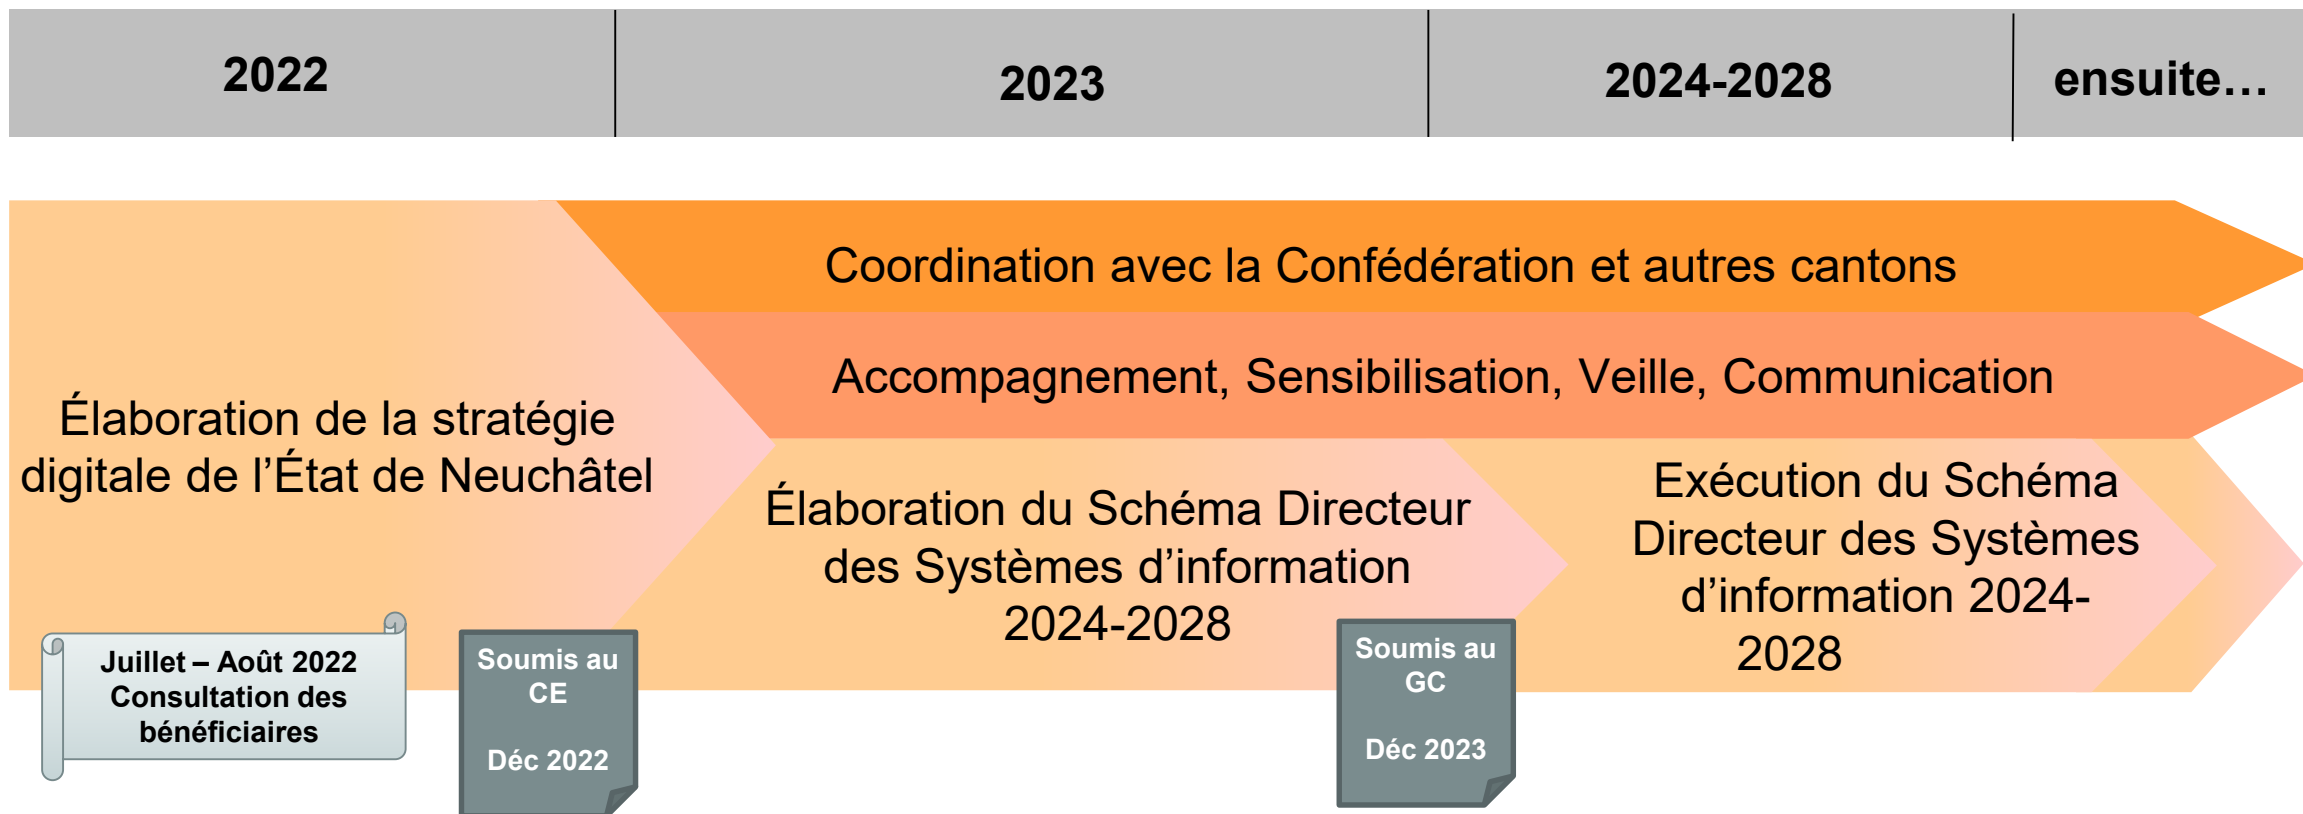 2022
2023
2024-2028
ensuite…
Coordination avec la Confédération et autres cantons
Accompagnement, Sensibilisation, Veille, Communication
Élaboration de la stratégie
digitale de l’État de Neuchâtel
Élaboration du Schéma Directeur
des Systèmes d’information
2024-2028
Exécution du Schéma
Directeur des Systèmes
d’information 2024-
2028
Juillet – Août 2022
Consultation des
bénéficiaires
Soumis au
CE
Déc 2022
Soumis au
GC
Déc 2023